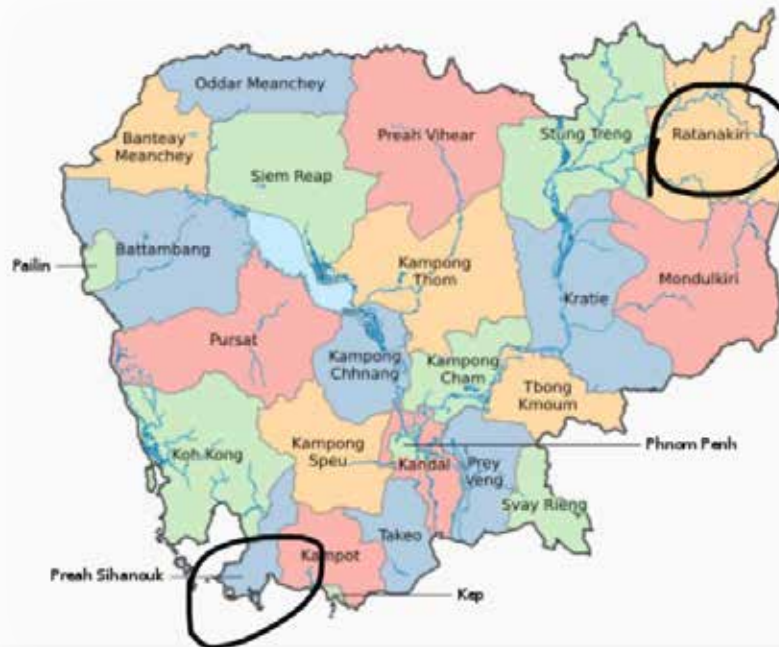 Oddar Meanchey
Banteay
Meanchey
Siem Reap
Preah Vihear
Stung Treng
Ratanakiri
Battambang
Pailin
Kampong
Thom
Kratie
Mondulkiri
Pursat
Kampong
Chhnang
Kampong
Cham
Tbong
Kmoum
Koh Kong
Kampong
Speu
Kandal
Prey
Veng
Phnom Penh
Svay Rieng
Takeo
Kampot
Preah Sihanouk
Kep